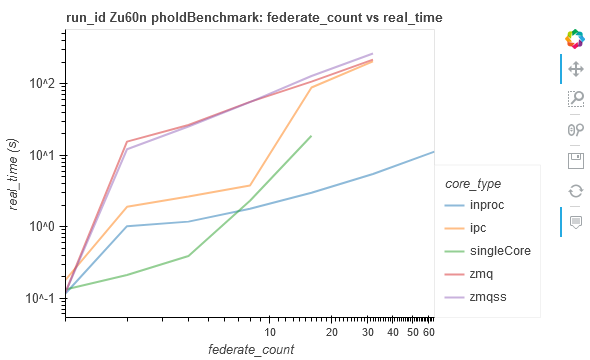 run_id Zu60n pholdBenchmark: federate_count vs real_time
real_time (s)
10^2
10^1
10^0
10^-1
10
20
30
40
50
60
federate_count
core_type
inproc
ipc
singleCore
zmq
zmqss